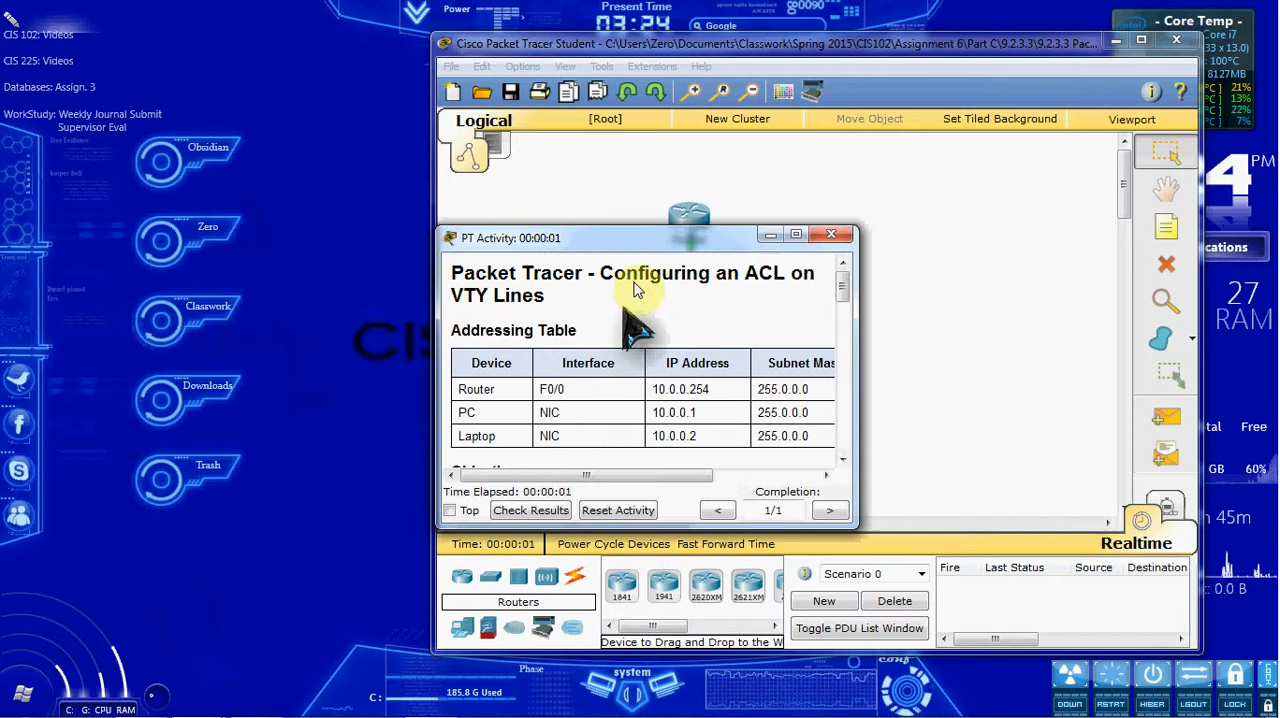 CIS 102: Videos
CIS 225: Videos
Databases: Assign. 3
WorkStudy: Weekly Journal Submit
Supervisor Eval
Obsidian
Zero
Classwork
Downloads
Trash
CIS
Power
Present Time
03:24
Google
- Core Temp -
Core i7
33 x 13.0)
: 100°C
8127MB
°C ] 21%
°C ] 13%
°C ] 22%
°C ] 7%
4 PM
ications
27
RAM
tal Free
GB 60%
h 45m
: 0.0 B
Cisco Packet Tracer Student - C:\Users\Zero\Documents\Classwork\Spring 2015\CIS102\Assignment 6\Part C\9.2.3.3\9.2.3.3 Pac...
File Edit Options View Tools Extensions Help
Logical [Root] New Cluster Move Object Set Tiled Background Viewport
PT Activity: 00:00:01
Packet Tracer - Configuring an ACL on
VTY Lines
Addressing Table
Device Interface IP Address Subnet Mas
Router F0/0 10.0.0.254 255.0.0.0
PC NIC 10.0.0.1 255.0.0.0
Laptop NIC 10.0.0.2 255.0.0.0
Time Elapsed: 00:00:01 Completion:
Top Check Results Reset Activity < 1/1 >
Time: 00:00:01 Power Cycle Devices Fast Forward Time Realtime
Routers
1841 1941 2620XM 2621XM
Device to Drag and Drop to the W
Scenario 0
New Delete
Toggle PDU List Window
Fire Last Status Source Destination
C: G: CPU RAM
C: 185.8 G Used
Phase
system
conf
DOWN RSTRT HIBER LGOUT LOCK